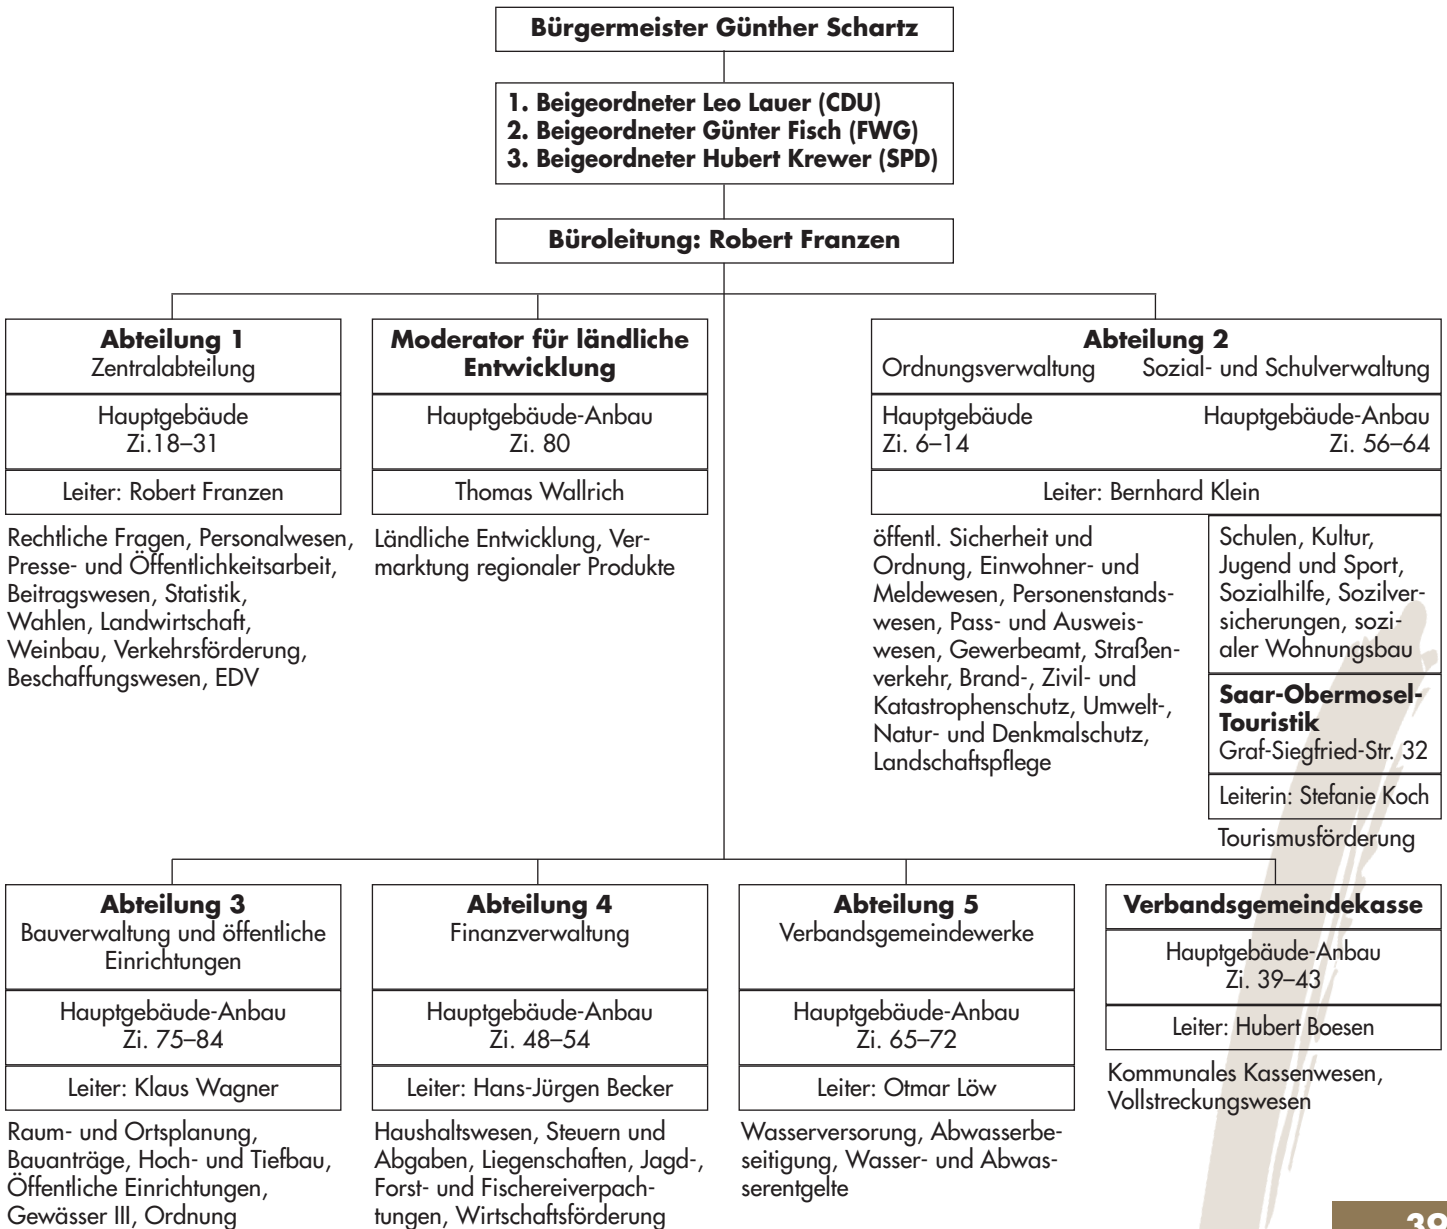 Bürgermeister Günther Schartz
1. Beigeordneter Leo Lauer (CDU)
2. Beigeordneter Günter Fisch (FWG)
3. Beigeordneter Hubert Krewer (SPD)
Büroleitung: Robert Franzen
Abteilung 1
Zentralabteilung
Hauptgebäude
Zi.18–31
Leiter: Robert Franzen
Rechtliche Fragen, Personalwesen,
Presse- und Öffentlichkeitsarbeit,
Beitragswesen, Statistik,
Wahlen, Landwirtschaft,
Weinbau, Verkehrsförderung,
Beschaffungswesen, EDV
Moderator für ländliche
Entwicklung
Hauptgebäude-Anbau
Zi. 80
Thomas Wallrich
Ländliche Entwicklung, Ver-
marktung regionaler Produkte
Abteilung 2
Ordnungsverwaltung Sozial- und Schulverwaltung
Hauptgebäude Hauptgebäude-Anbau
Zi. 6–14 Zi. 56–64
Leiter: Bernhard Klein
öffentl. Sicherheit und
Ordnung, Einwohner- und
Meldewesen, Personenstands-
wesen, Pass- und Ausweis-
wesen, Gewerbeamt, Straßen-
verkehr, Brand-, Zivil- und
Katastrophenschutz, Umwelt-,
Natur- und Denkmalschutz,
Landschaftspflege
Schulen, Kultur,
Jugend und Sport,
Sozialhilfe, Sozilver-
sicherungen, sozi-
aler Wohnungsbau
Saar-Obermosel-
Touristik
Graf-Siegfried-Str. 32
Leiterin: Stefanie Koch
Tourismusförderung
Abteilung 3
Bauverwaltung und öffentliche
Einrichtungen
Hauptgebäude-Anbau
Zi. 75–84
Leiter: Klaus Wagner
Raum- und Ortsplanung,
Bauanträge, Hoch- und Tiefbau,
Öffentliche Einrichtungen,
Gewässer III, Ordnung
Abteilung 4
Finanzverwaltung
Hauptgebäude-Anbau
Zi. 48–54
Leiter: Hans-Jürgen Becker
Haushaltswesen, Steuern und
Abgaben, Liegenschaften, Jagd-,
Forst- und Fischereiverpach-
tungen, Wirtschaftsförderung
Abteilung 5
Verbandsgemeindewerke
Hauptgebäude-Anbau
Zi. 65–72
Leiter: Otmar Löw
Wasserversorung, Abwasserbe-
seitigung, Wasser- und Abwas-
serentgelte
Verbandsgemeindekasse
Hauptgebäude-Anbau
Zi. 39–43
Leiter: Hubert Boesen
Kommunales Kassenwesen,
Vollstreckungswesen
39